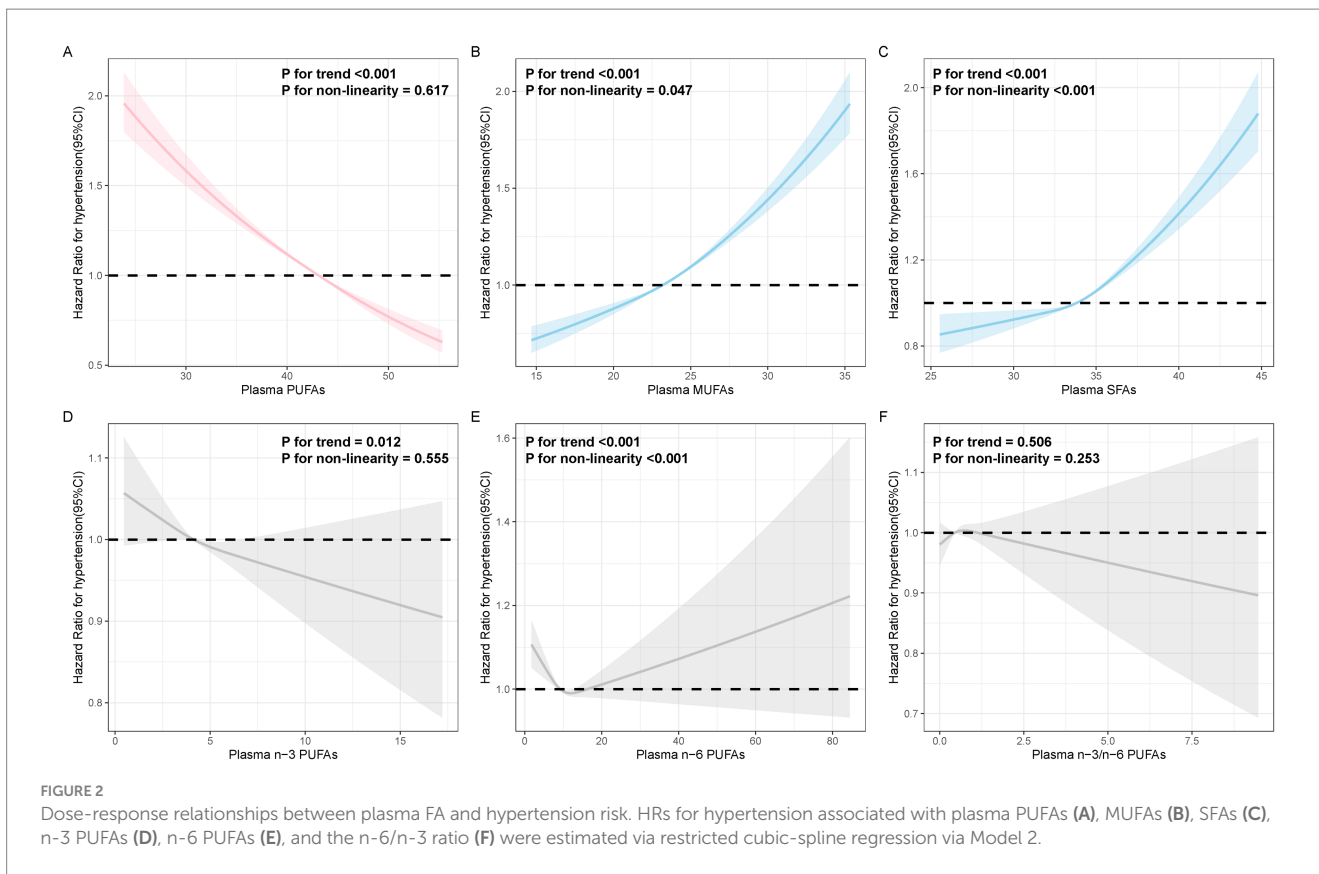 A
P for trend <0.001
P for non-linearity = 0.617
Hazard Ratio for hypertension(95%CI)
2.0
1.5
1.0
0.5
30 40 50
Plasma PUFAs
B
P for trend <0.001
P for non-linearity = 0.047
Hazard Ratio for hypertension(95%CI)
2.0
1.5
1.0
15 20 25 30 35
Plasma MUFAs
C
P for trend <0.001
P for non-linearity <0.001
Hazard Ratio for hypertension(95%CI)
2.0
1.6
1.2
0.8
25 30 35 40 45
Plasma SFAs
D
P for trend = 0.012
P for non-linearity = 0.555
Hazard Ratio for hypertension(95%CI)
1.1
1.0
0.9
0.8
0 5 10 15
Plasma n−3 PUFAs
E
P for trend <0.001
P for non-linearity <0.001
Hazard Ratio for hypertension(95%CI)
1.6
1.4
1.2
1.0
0 20 40 60 80
Plasma n−6 PUFAs
F
P for trend = 0.506
P for non-linearity = 0.253
Hazard Ratio for hypertension(95%CI)
1.1
1.0
0.9
0.8
0.7
0.0 2.5 5.0 7.5
Plasma n−3/n−6 PUFAs
FIGURE 2
Dose-response relationships between plasma FA and hypertension risk. HRs for hypertension associated with plasma PUFAs (A), MUFAs (B), SFAs (C),
n-3 PUFAs (D), n-6 PUFAs (E), and the n-6/n-3 ratio (F) were estimated via restricted cubic-spline regression via Model 2.